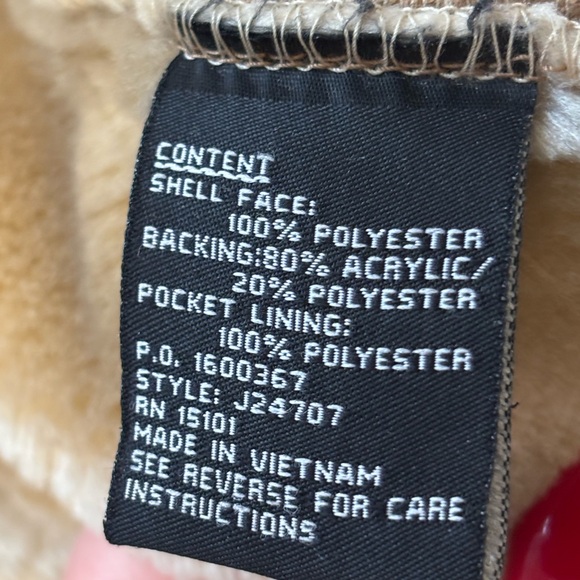 CONTENT
SHELL FACE:
100% POLYESTER
BACKING:80% ACRYLIC/
20% POLYESTER
POCKET LINING:
100% POLYESTER
P.O. 1600367
STYLE: J24707
RN 15101
MADE IN VIETNAM
SEE REVERSE FOR CARE
INSTRUCTIONS